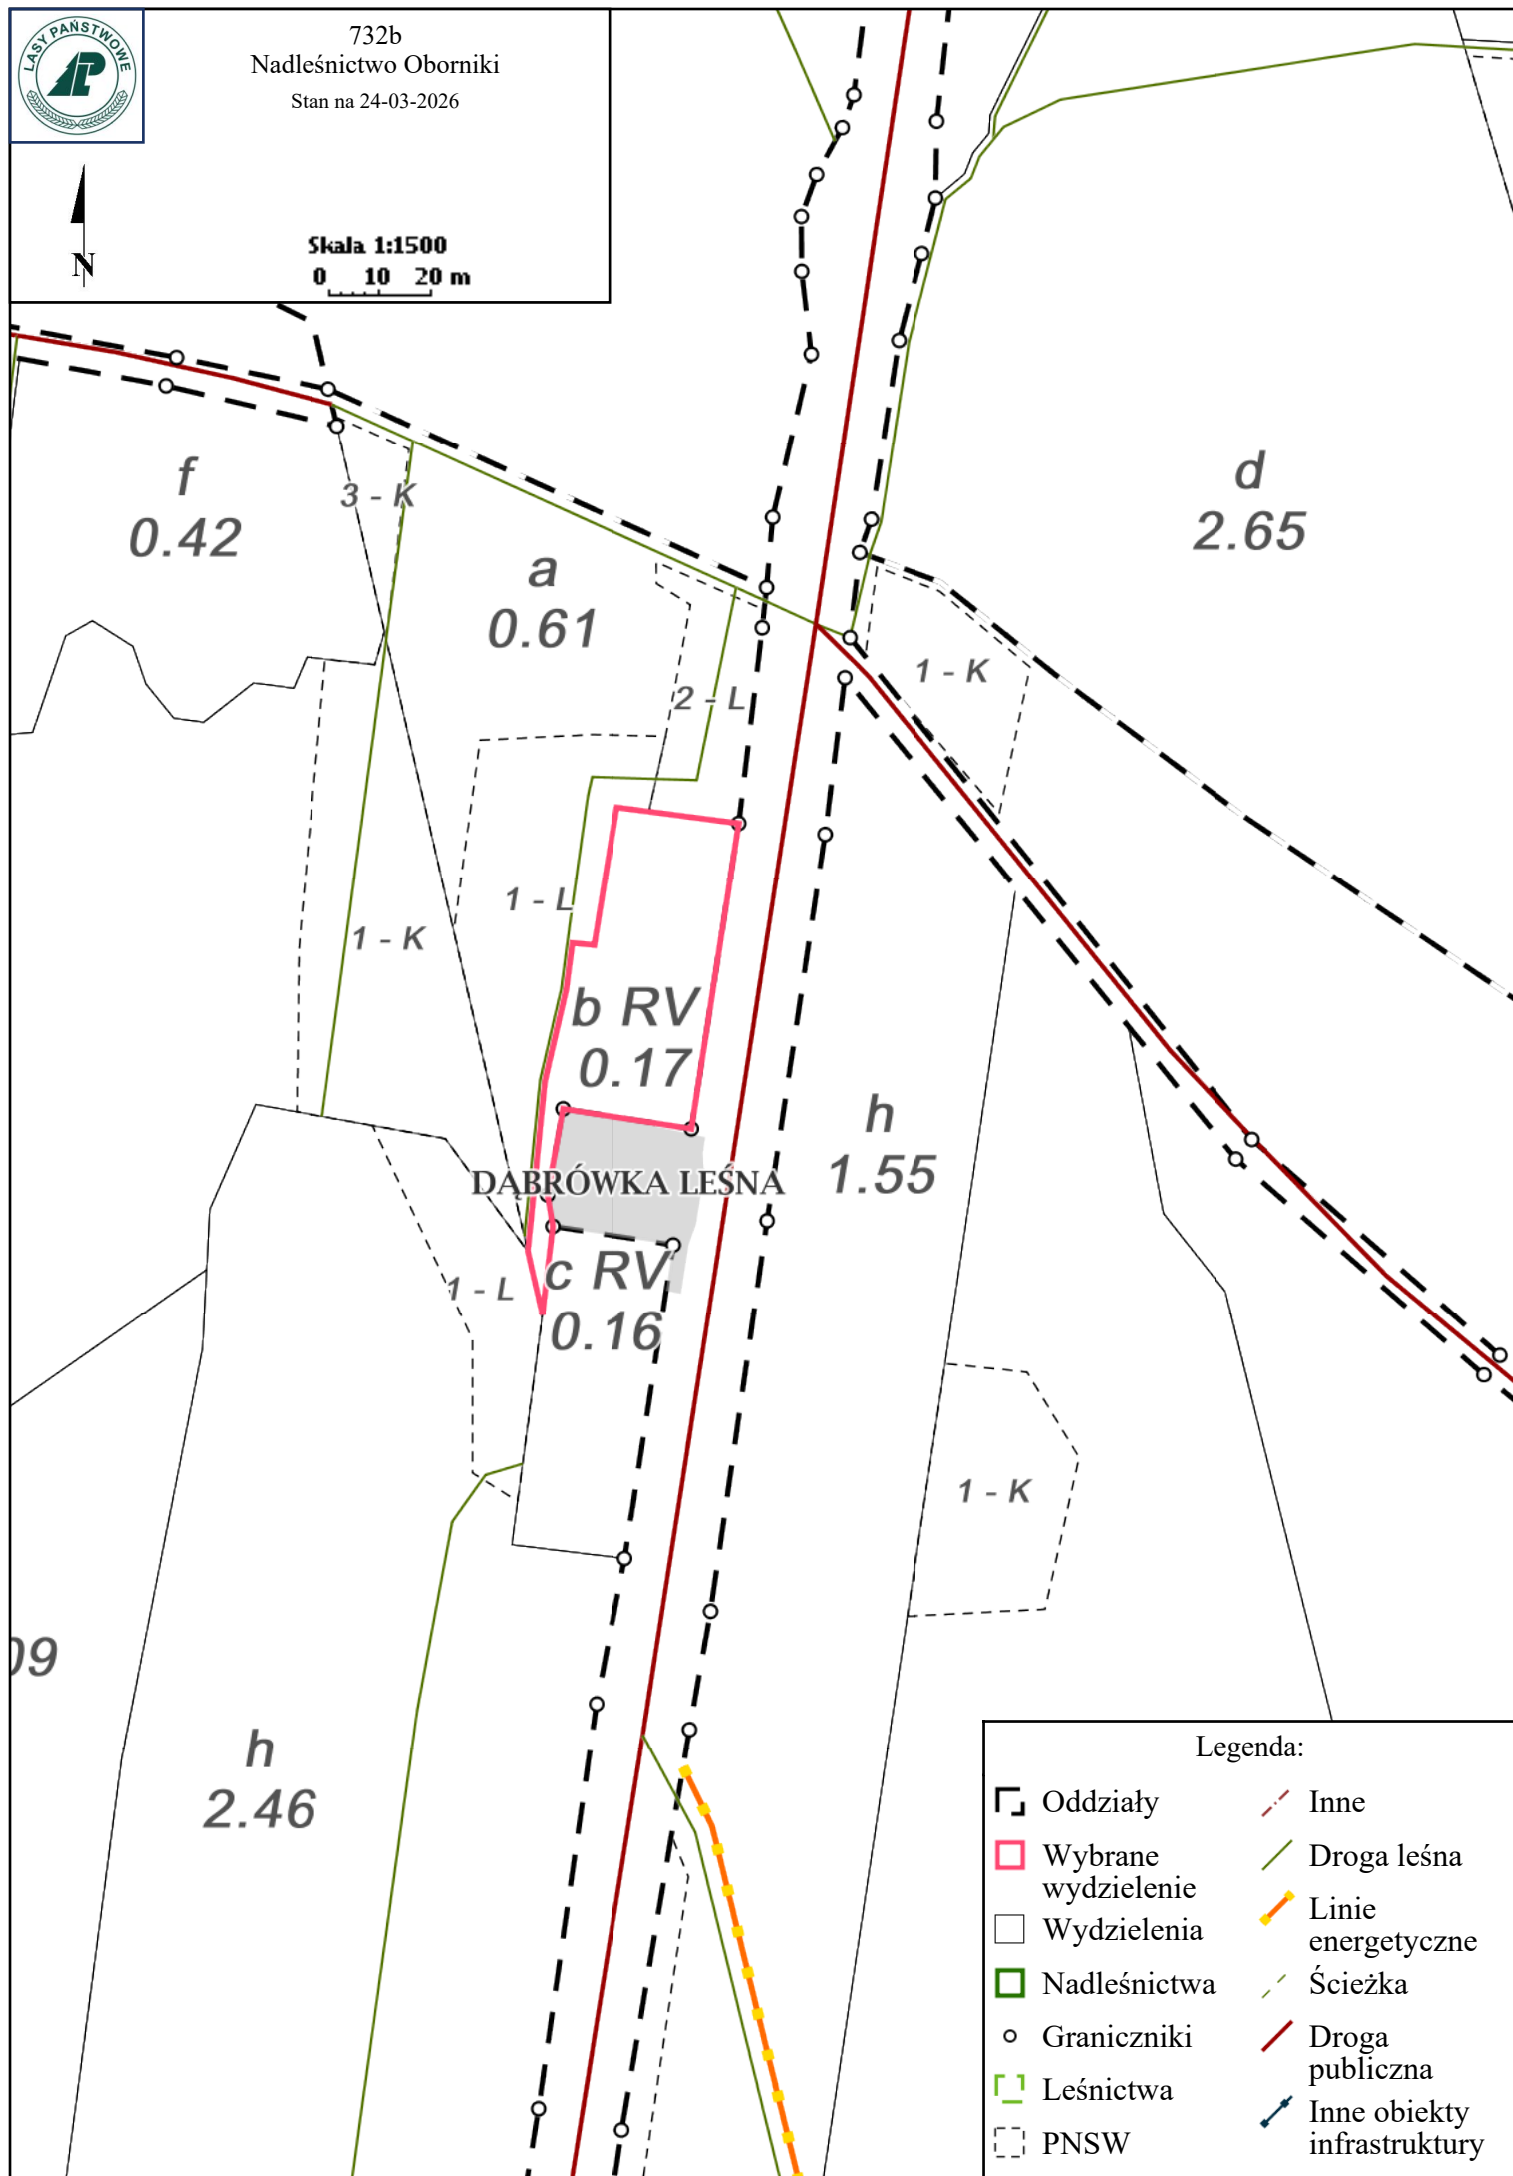 LASY PAŃSTWOWE
732b
Nadleśnictwo Oborniki
Stan na 24-03-2026
N
Skala 1:1500
0 10 20 m
f
0.42
3 - K
a
0.61
d
2.65
2 - L
1 - K
1 - L
1 - K
b RV
0.17
h
1.55
DĄBRÓWKA LEŚNA
c RV
0.16
1 - L
1 - K
09
h
2.46
Legenda:
Oddziały
Wybrane
wydzielenie
Wydzielenia
Nadleśnictwa
Graniczniki
Leśnictwa
PNSW
Inne
Droga leśna
Linie
energetyczne
Ścieżka
Droga
publiczna
Inne obiekty
infrastruktury